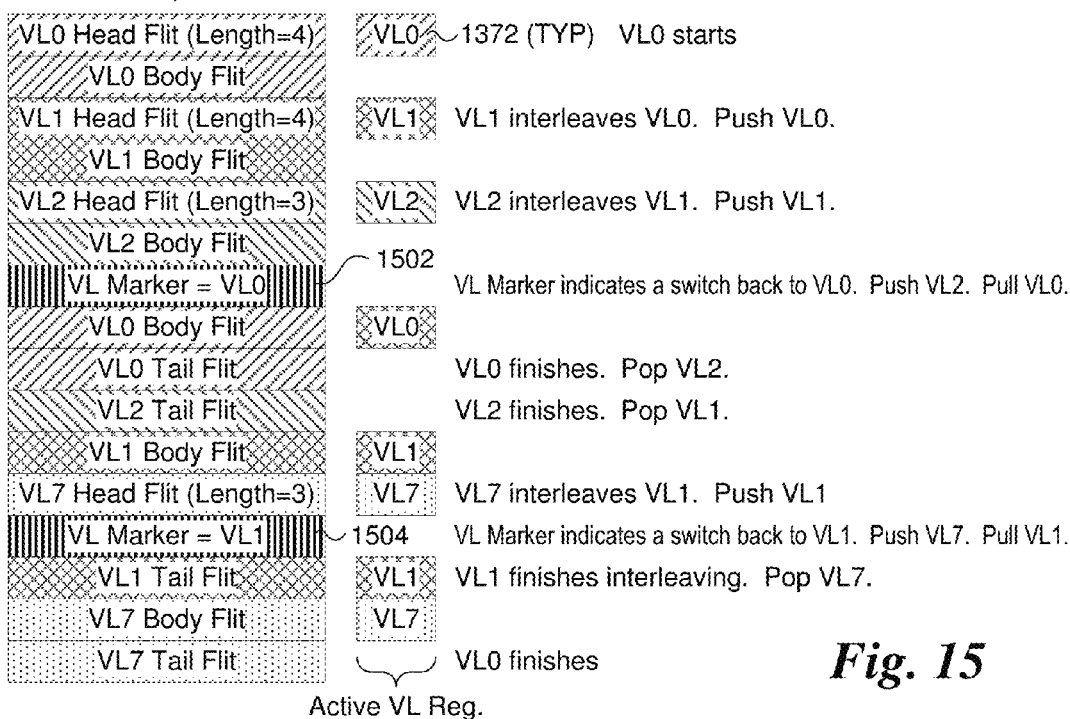 VL0 Head Flit (Length=4) VL0 1372 (TYP) VL0 starts
VL0 Body Flit
VL1 Head Flit (Length=4) VL1 VL1 interleaves VL0. Push VL0.
VL1 Body Flit
VL2 Head Flit (Length=3) VL2 VL2 interleaves VL1. Push VL1.
VL2 Body Flit
1502
VL Marker = VL0 VL Marker indicates a switch back to VL0. Push VL2. Pull VL0.
VL0 Body Flit VL0
VL0 Tail Flit VL0 finishes. Pop VL2.
VL2 Tail Flit VL2 finishes. Pop VL1.
VL1 Body Flit VL1
VL7 Head Flit (Length=3) VL7 VL7 interleaves VL1. Push VL1
VL Marker = VL1 1504 VL Marker indicates a switch back to VL1. Push VL7. Pull VL1.
VL1 Tail Flit VL1 VL1 finishes interleaving. Pop VL7.
VL7 Body Flit VL7
VL7 Tail Flit VL0 finishes
Fig. 15
Active VL Reg.